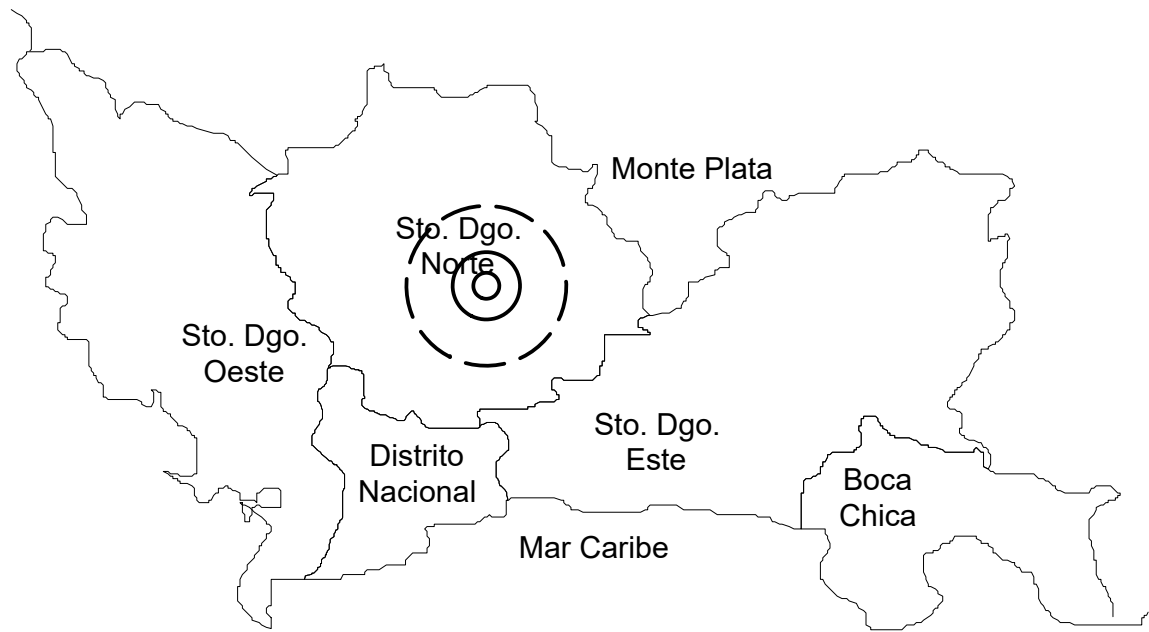 Monte Plata
Sto. Dgo.
Norte
Sto. Dgo.
Oeste
Sto. Dgo.
Este
Distrito
Nacional
Boca
Chica
Mar Caribe